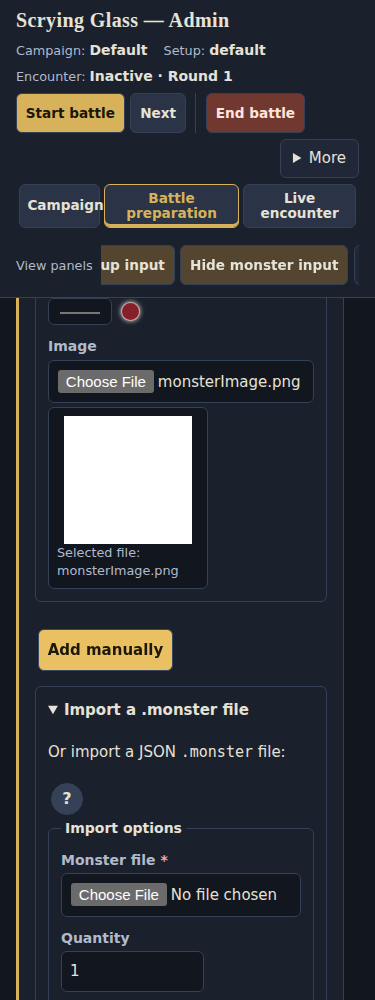 Scrying Glass — Admin
Campaign: Default Setup: default
Encounter: Inactive · Round 1
Start battle Next End battle
▶ More
Campaign Battle preparation Live encounter
View panels up input Hide monster input
Image
Choose File monsterImage.png
Selected file:
monsterImage.png
Add manually
▼ Import a .monster file
Or import a JSON .monster file:
?
Import options
Monster file *
Choose File No file chosen
Quantity
1